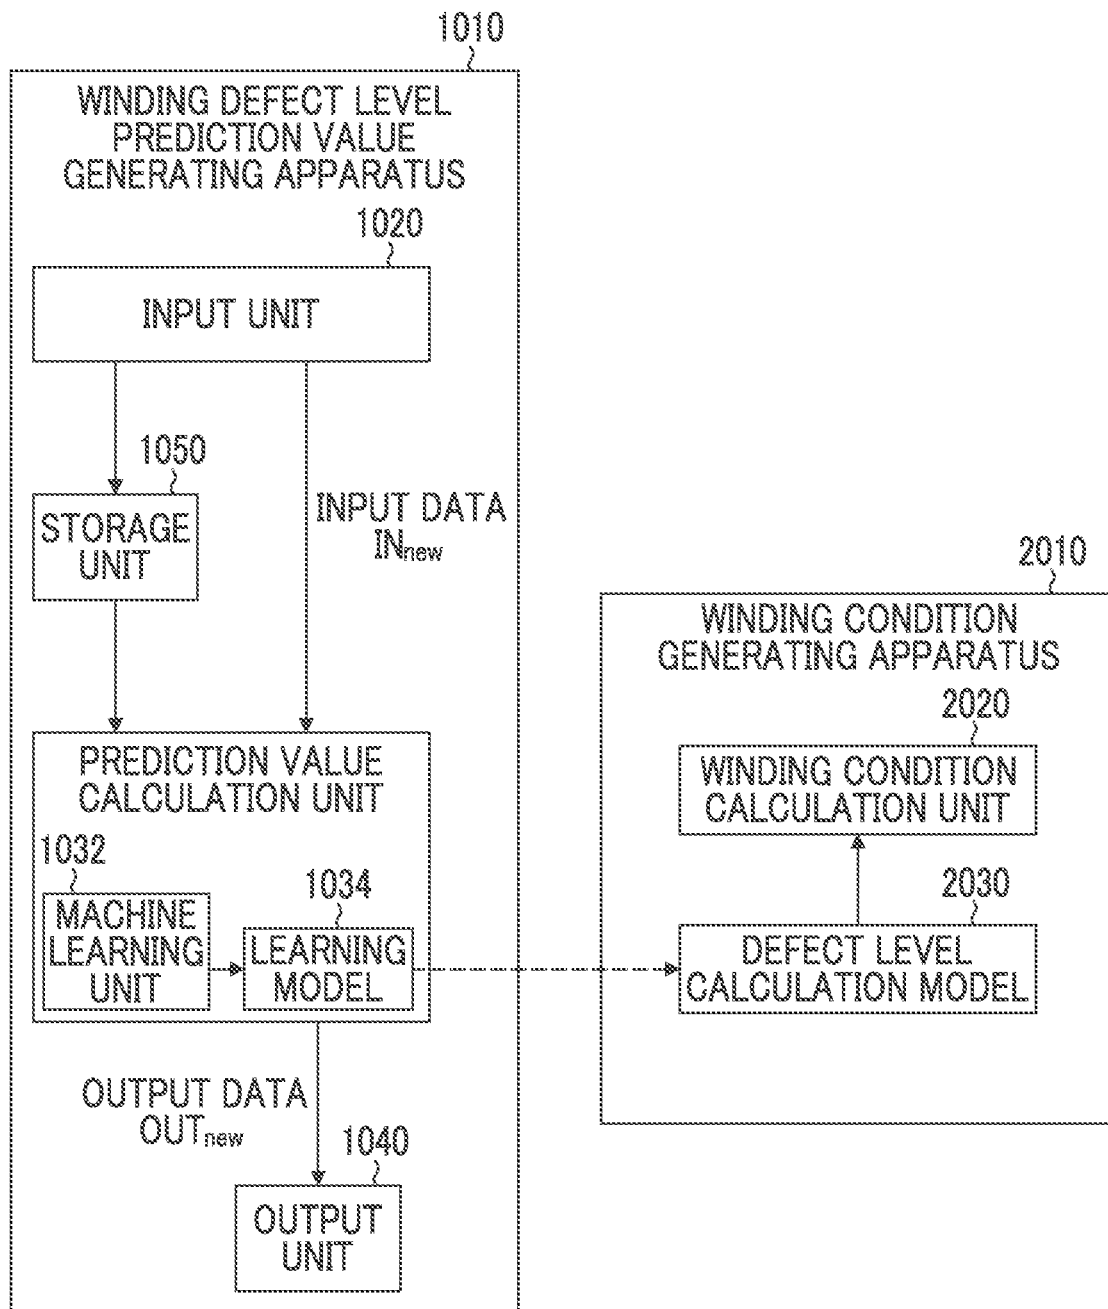 1010
WINDING DEFECT LEVEL
PREDICTION VALUE
GENERATING APPARATUS
1020
INPUT UNIT
1050
STORAGE
UNIT
INPUT DATA
INnew
PREDICTION VALUE
CALCULATION UNIT
1032
MACHINE
LEARNING
UNIT
1034
LEARNING
MODEL
OUTPUT DATA
OUTnew
1040
OUTPUT
UNIT
2010
WINDING CONDITION
GENERATING APPARATUS
2020
WINDING CONDITION
CALCULATION UNIT
2030
DEFECT LEVEL
CALCULATION MODEL